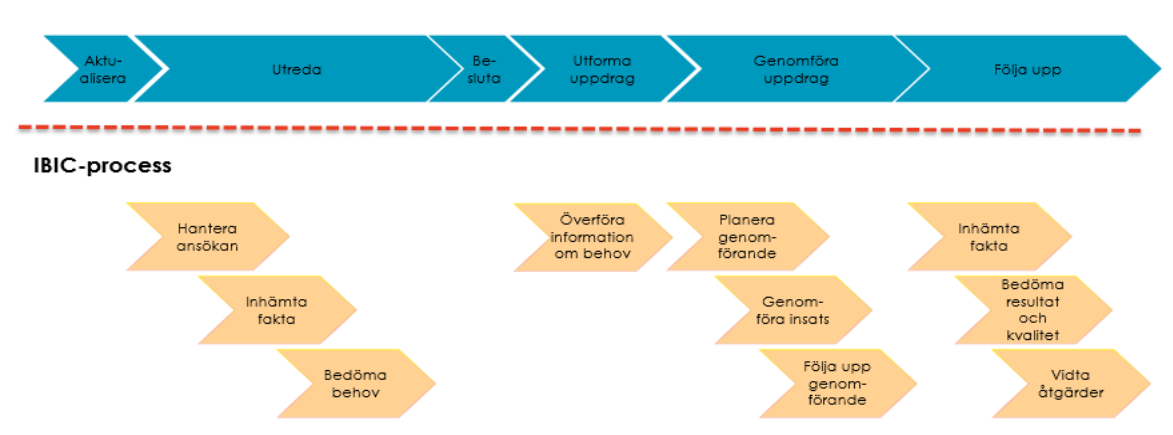 Aktu-
alisera
Utreda
Be-
sluta
Utforma
uppdrag
Genomföra
uppdrag
Följa upp
IBIC-process
Hantera
ansökan
Inhämta
fakta
Bedöma
behov
Överföra
information
om behov
Planera
genom-
förande
Genom-
föra insats
Följa upp
genom-
förande
Inhämta
fakta
Bedöma
resultat
och
kvalitet
Vidta
åtgärder